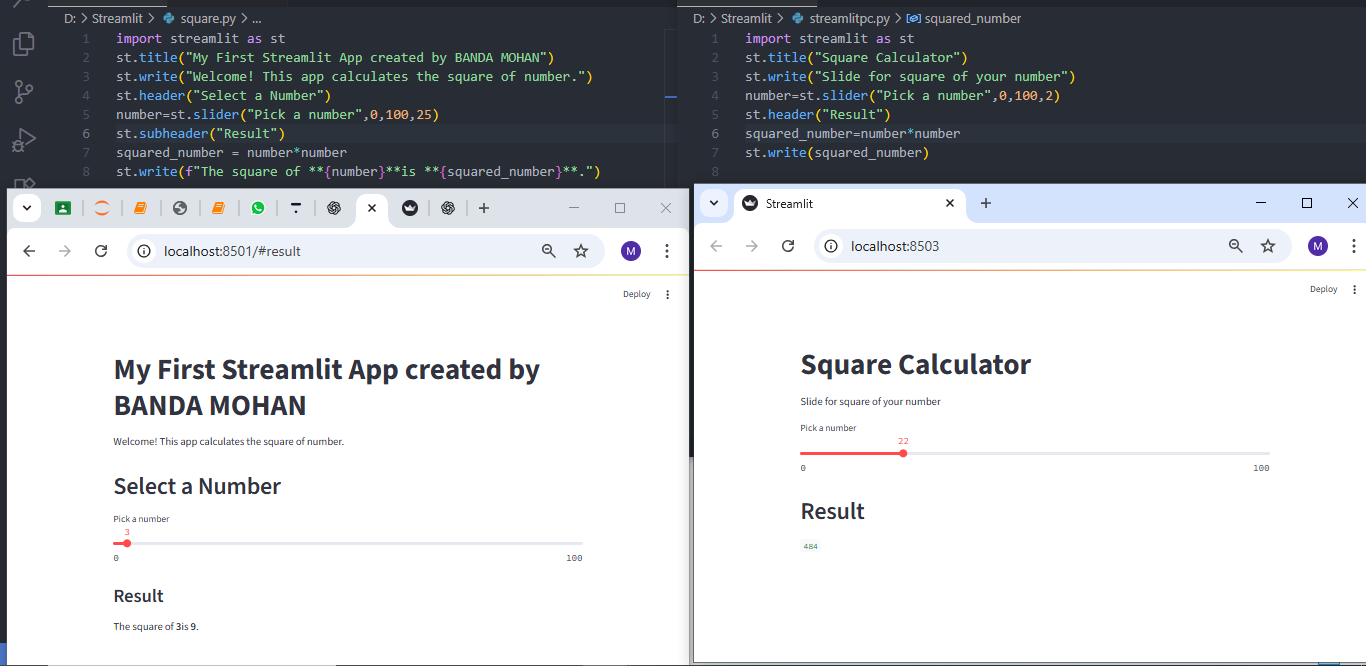 D: > Streamlit > square.py > ...
1 import streamlit as st
2 st.title("My First Streamlit App created by BANDA MOHAN")
3 st.write("Welcome! This app calculates the square of number.")
4 st.header("Select a Number")
5 number=st.slider("Pick a number",0,100,25)
6 st.subheader("Result")
7 squared_number = number*number
8 st.write(f"The square of **{number}**is **{squared_number}**.")
D: > Streamlit > streamlitpc.py > squared_number
1 import streamlit as st
2 st.title("Square Calculator")
3 st.write("Slide for square of your number")
4 number=st.slider("Pick a number",0,100,2)
5 st.header("Result")
6 squared_number=number*number
7 st.write(squared_number)
8
localhost:8501/#result
M
Deploy
My First Streamlit App created by
BANDA MOHAN
Welcome! This app calculates the square of number.
Select a Number
Pick a number
3
0 100
Result
The square of 3is 9.
Streamlit
localhost:8503
M
Deploy
Square Calculator
Slide for square of your number
Pick a number
22
0 100
Result
484